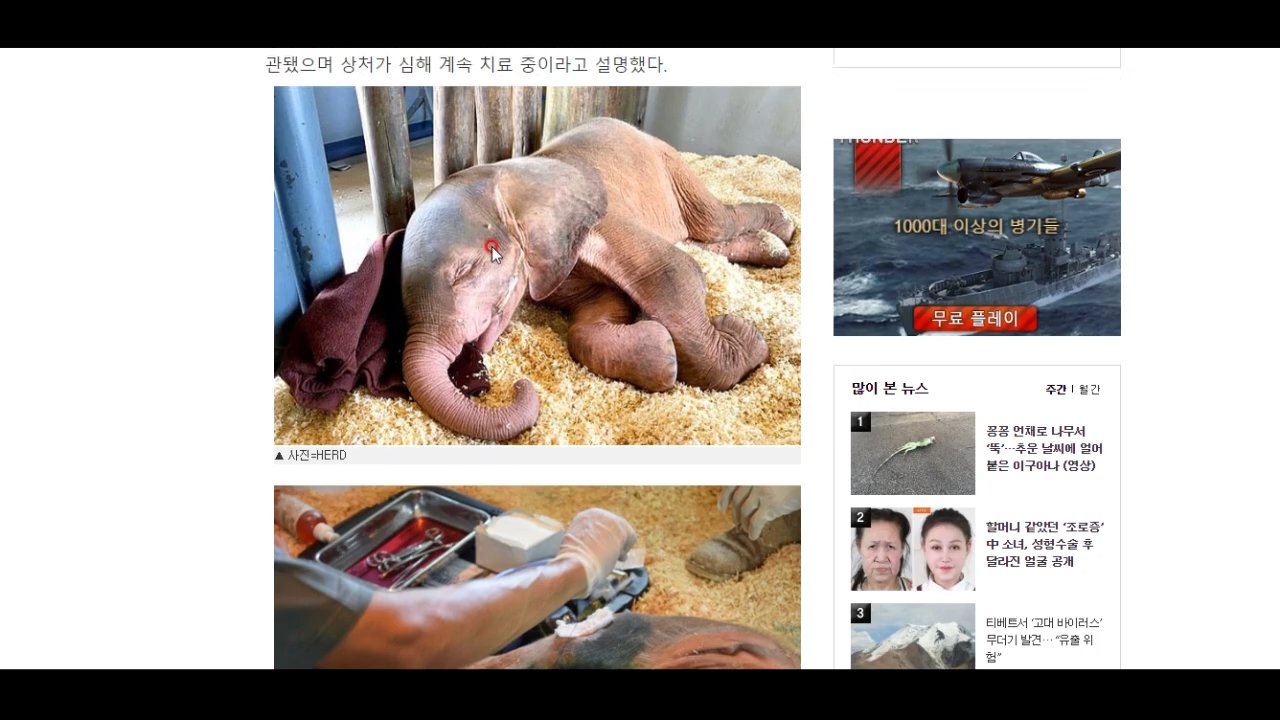 관됐으며 상처가 심해 계속 치료 중이라고 설명했다.
▲ 사진=HERD
THUNDER
1000대 이상의 병기들
무료 플레이
많이 본 뉴스
주간 | 월간
1
꽁꽁 언채로 나무서
‘뚝’…추운 날씨에 얼어
붙은 이구아나 (영상)
2
할머니 같았던 ‘조로증’
中 소녀, 성형수술 후
달라진 얼굴 공개
3
티베트서 ‘고대 바이러스’
무더기 발견… “유출 위
험”